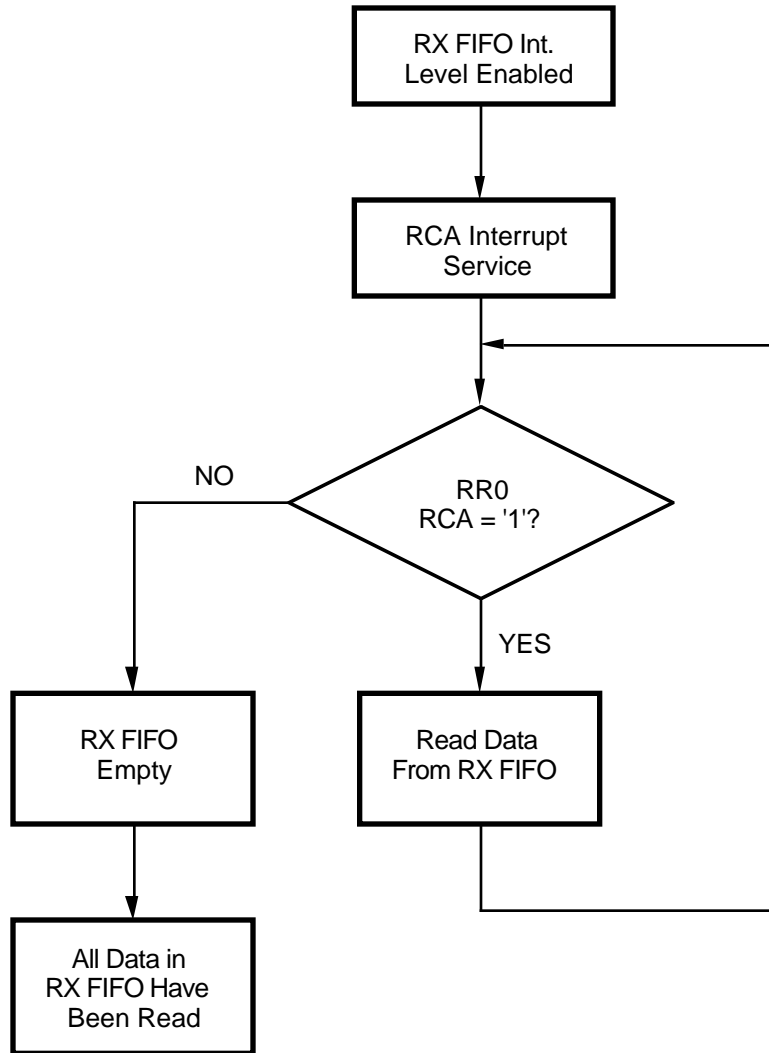 RX FIFO Int.
Level Enabled
RCA Interrupt
Service
RR0
RCA = '1'?
NO
YES
RX FIFO
Empty
Read Data
From RX FIFO
All Data in
RX FIFO Have
Been Read